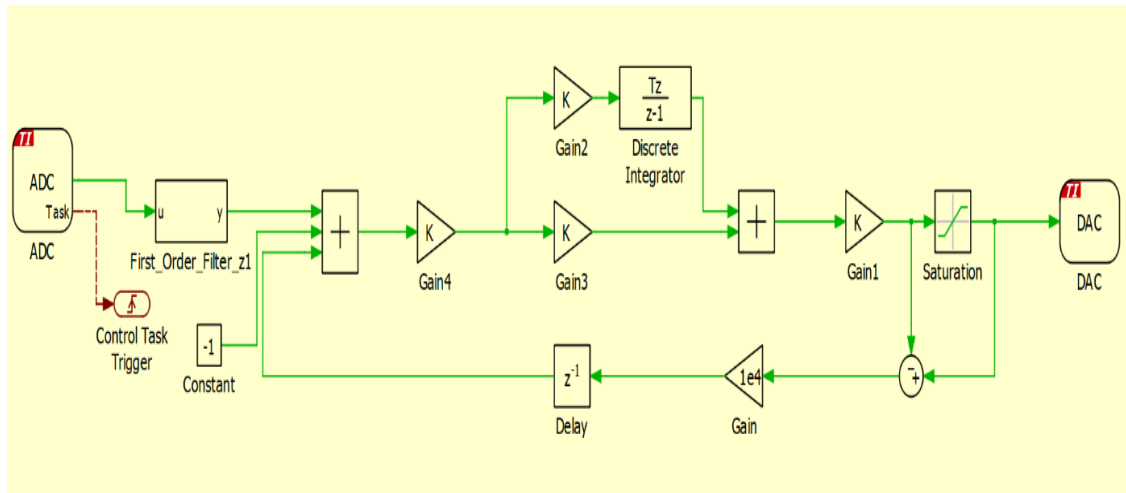 TI
ADC
Task
ADC
Control Task
Trigger
u
y
First_Order_Filter_z1
-1
Constant
+
K
Gain4
K
Gain2
Tz
z-1
Discrete
Integrator
K
Gain3
+
K
Gain1
Saturation
TI
DAC
DAC
z-1
Delay
1e4
Gain
-
+